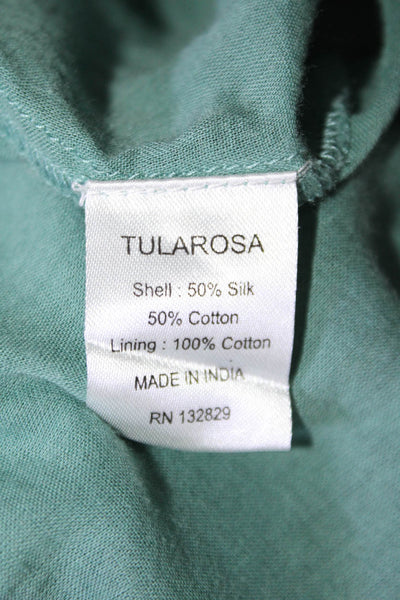 TULAROSA
Shell : 50% Silk
50% Cotton
Lining : 100% Cotton
MADE IN INDIA
RN 132829